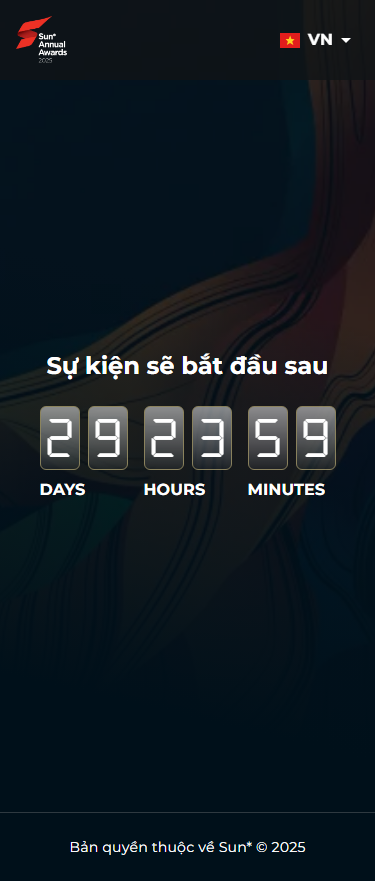 Sun*
Annual
Awards
2025
VN
Sự kiện sẽ bắt đầu sau
29 23 59
DAYS HOURS MINUTES
Bản quyền thuộc về Sun* © 2025